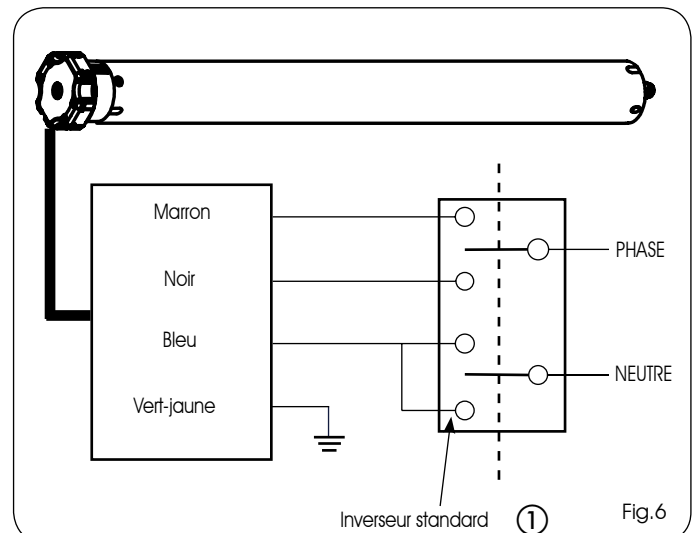 Marron
PHASE
Noir
Bleu
NEUTRE
Vert-jaune
Inverseur standard
①
Fig.6